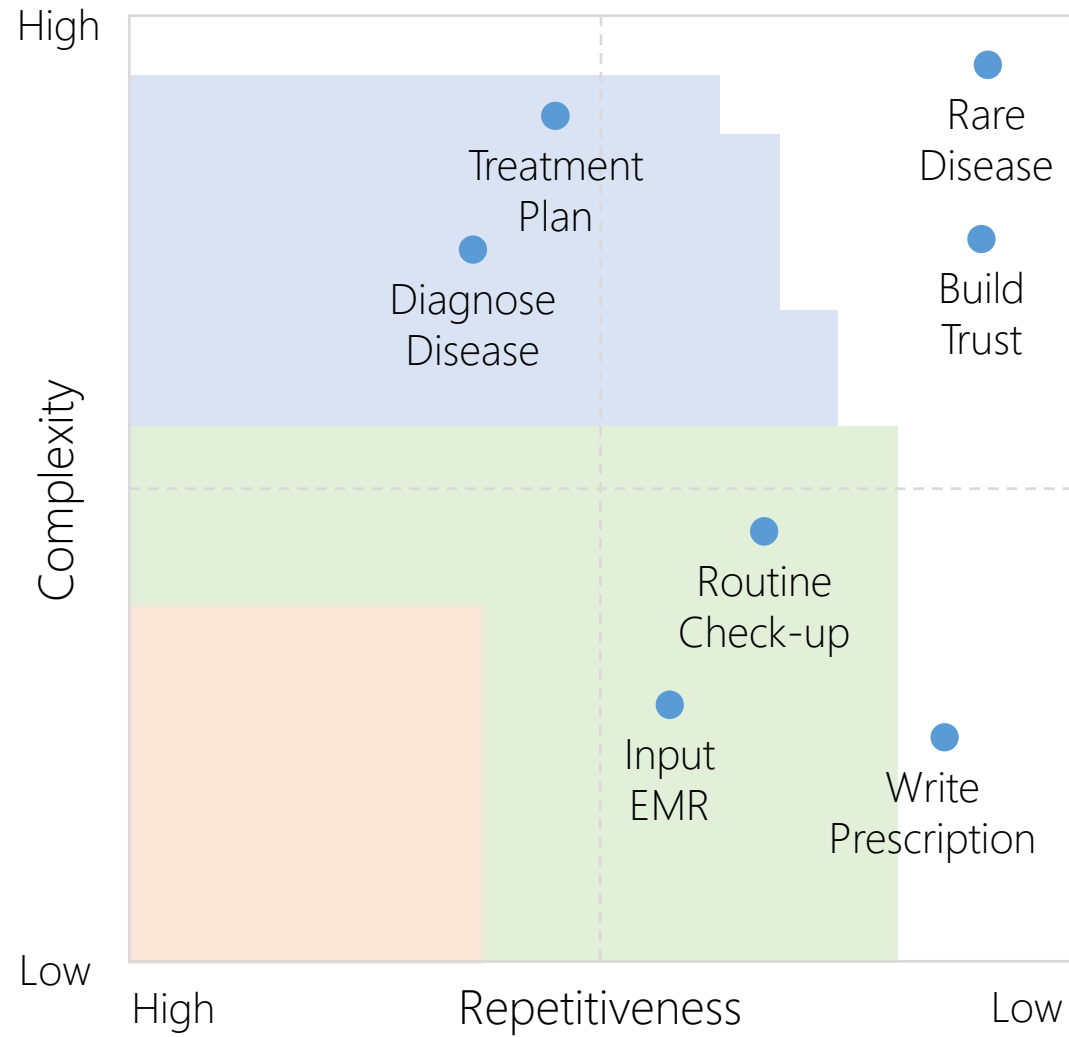 High
Rare
Disease
Treatment
Plan
Build
Trust
Diagnose
Disease
Complexity
Routine
Check-up
Input
EMR
Write
Prescription
Low
High
Repetitiveness
Low